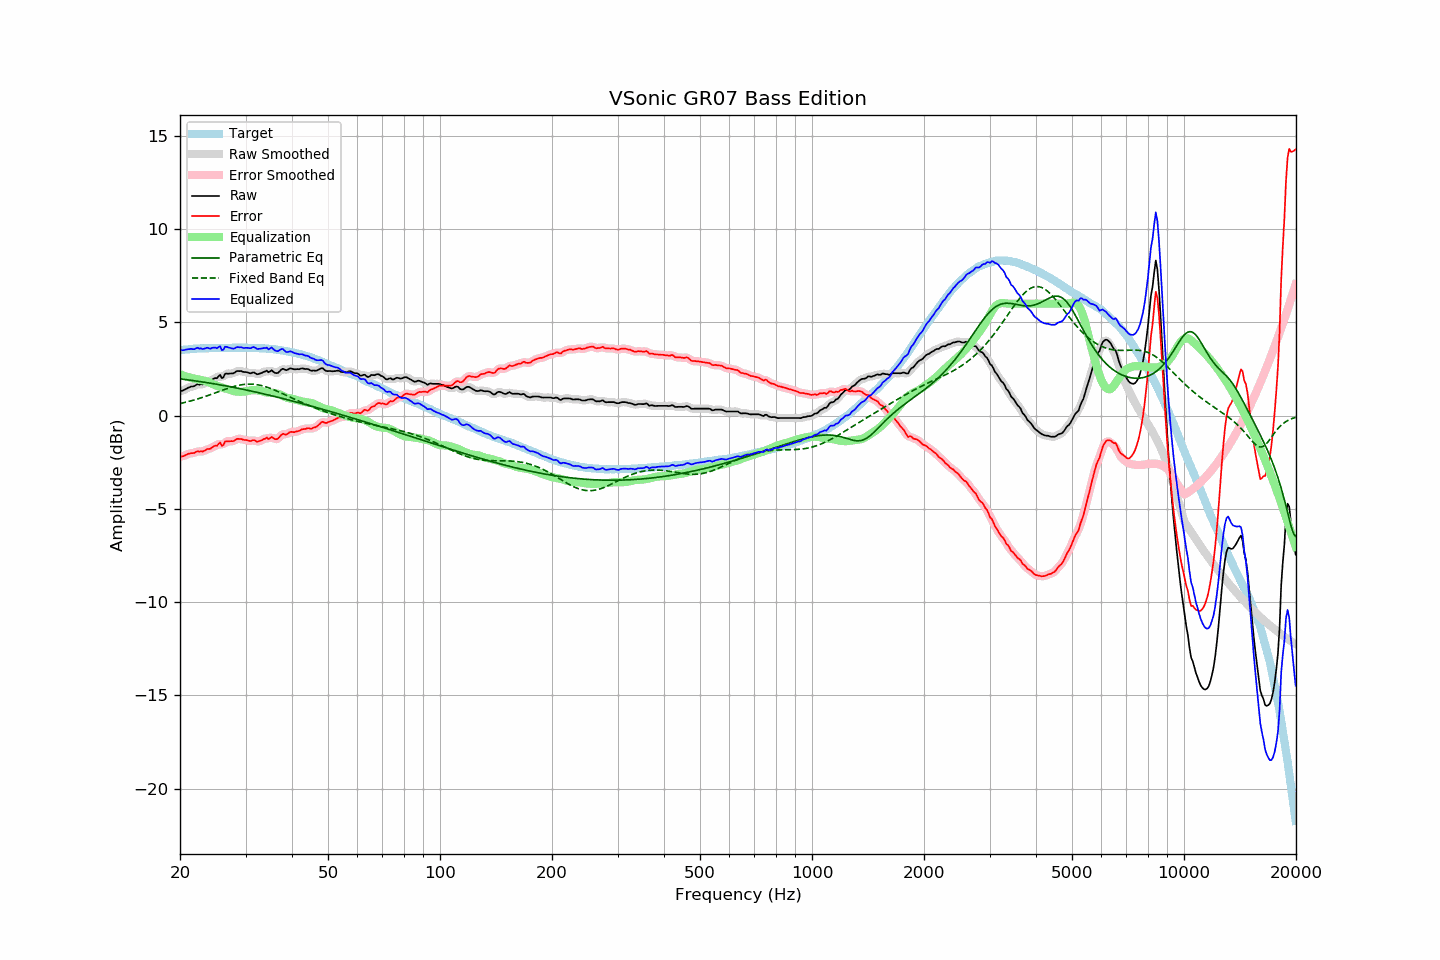 VSonic GR07 Bass Edition
Target
Raw Smoothed
Error Smoothed
Raw
Error
Equalization
Parametric Eq
Fixed Band Eq
Equalized
15
10
5
0
−5
−10
−15
−20
Amplitude (dBr)
20 50 100 200 500 1000 2000 5000 10000 20000
Frequency (Hz)